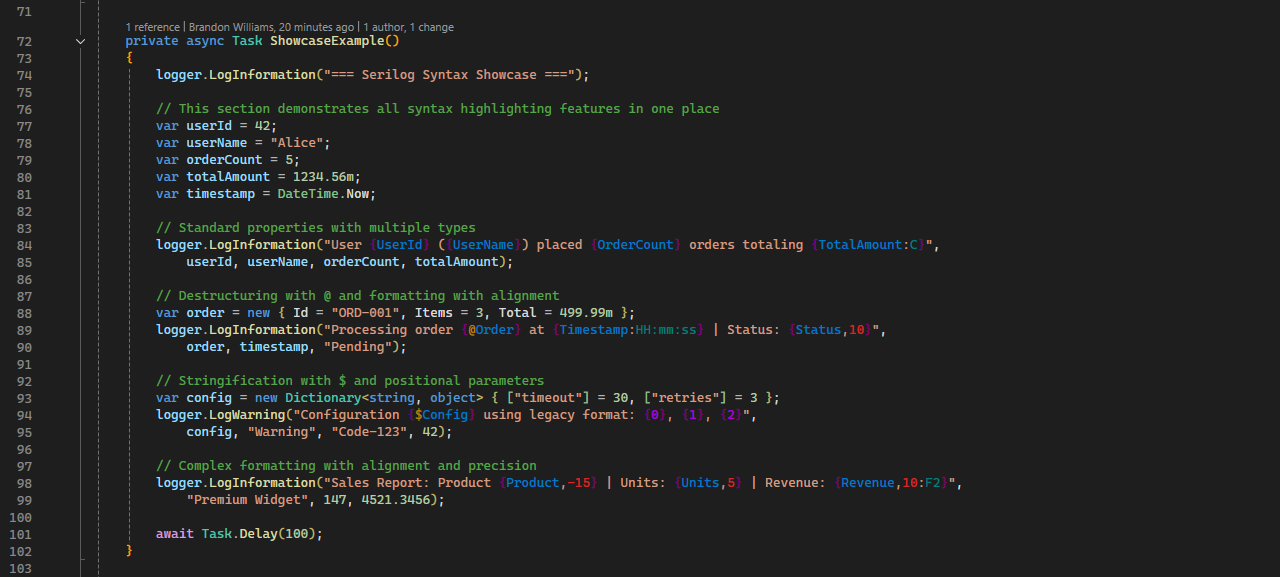 71
1 reference | Brandon Williams, 20 minutes ago | 1 author, 1 change
72 private async Task ShowcaseExample()
73 {
74 logger.LogInformation("=== Serilog Syntax Showcase ===");
75
76 // This section demonstrates all syntax highlighting features in one place
77 var userId = 42;
78 var userName = "Alice";
79 var orderCount = 5;
80 var totalAmount = 1234.56m;
81 var timestamp = DateTime.Now;
82
83 // Standard properties with multiple types
84 logger.LogInformation("User {UserId} ({UserName}) placed {OrderCount} orders totaling {TotalAmount:C}",
85 userId, userName, orderCount, totalAmount);
86
87 // Destructuring with @ and formatting with alignment
88 var order = new { Id = "ORD-001", Items = 3, Total = 499.99m };
89 logger.LogInformation("Processing order {@Order} at {Timestamp:HH:mm:ss} | Status: {Status,10}",
90 order, timestamp, "Pending");
91
92 // Stringification with $ and positional parameters
93 var config = new Dictionary<string, object> { ["timeout"] = 30, ["retries"] = 3 };
94 logger.LogWarning("Configuration {$Config} using legacy format: {0}, {1}, {2}",
95 config, "Warning", "Code-123", 42);
96
97 // Complex formatting with alignment and precision
98 logger.LogInformation("Sales Report: Product {Product,-15} | Units: {Units,5} | Revenue: {Revenue,10:F2}",
99 "Premium Widget", 147, 4521.3456);
100
101 await Task.Delay(100);
102 }
103